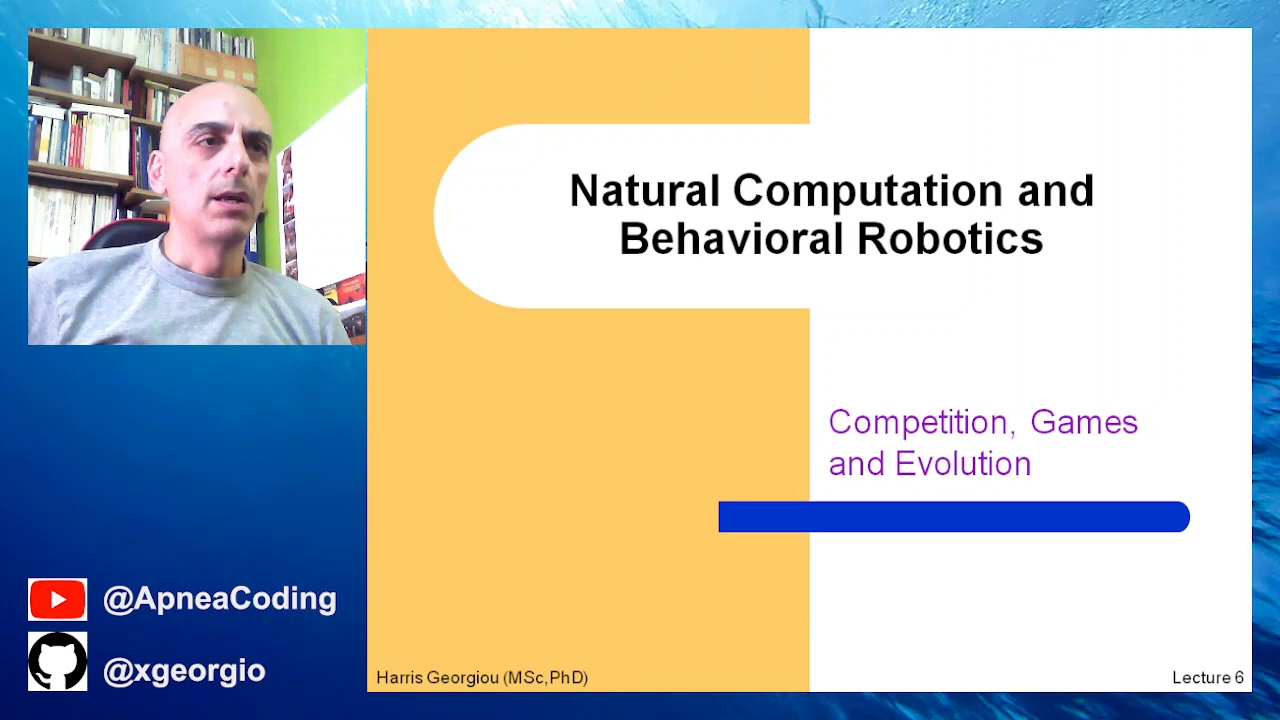 Natural Computation and
Behavioral Robotics
Competition, Games
and Evolution
@ApneaCoding
@xgeorgio
Harris Georgiou (MSc,PhD)
Lecture 6